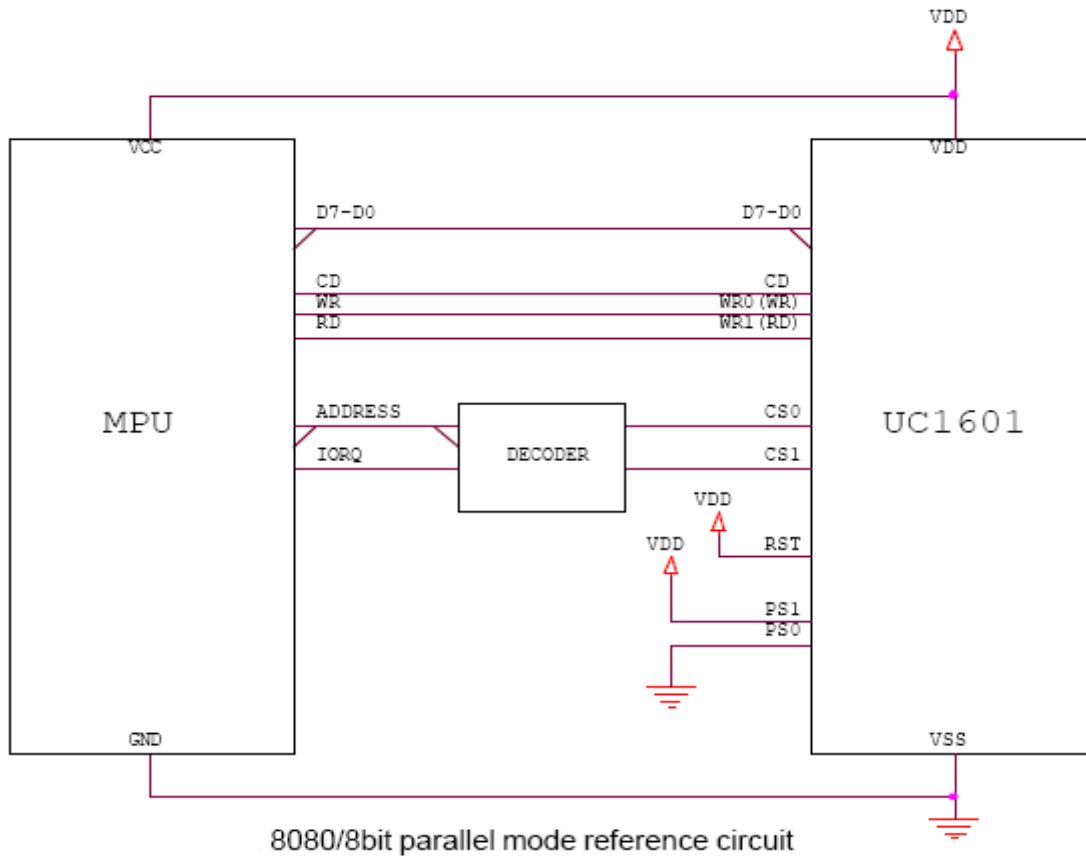 VDD
VCC
VDD
D7-D0
D7-D0
CD
CD
WR
WR0(WR)
RD
WR1(RD)
MPU
ADDRESS
CS0
UC1601
IORQ
DECODER
CS1
VDD
VDD
RST
PS1
PS0
GND
VSS
8080/8bit parallel mode reference circuit